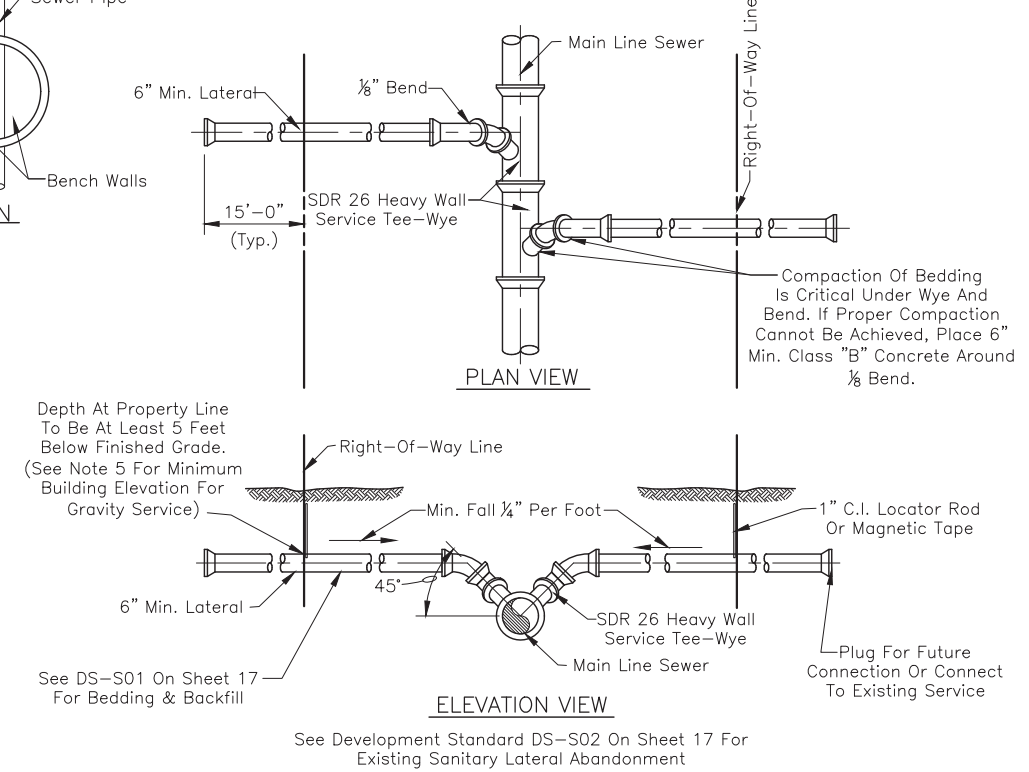 Sewer Pipe
Bench Walls
N
Main Line Sewer
6" Min. Lateral
⅛" Bend
Right-Of-Way Line
15'-0"
(Typ.)
SDR 26 Heavy Wall
Service Tee-Wye
Compaction Of Bedding
Is Critical Under Wye And
Bend. If Proper Compaction
Cannot Be Achieved, Place 6"
Min. Class "B" Concrete Around
⅛ Bend.
PLAN VIEW
Depth At Property Line
To Be At Least 5 Feet
Below Finished Grade.
(See Note 5 For Minimum
Building Elevation For
Gravity Service)
Right-Of-Way Line
Min. Fall ¼" Per Foot
1" C.I. Locator Rod
Or Magnetic Tape
45°
6" Min. Lateral
SDR 26 Heavy Wall
Service Tee-Wye
Main Line Sewer
See DS-S01 On Sheet 17
For Bedding & Backfill
Plug For Future
Connection Or Connect
To Existing Service
ELEVATION VIEW
See Development Standard DS-S02 On Sheet 17 For
Existing Sanitary Lateral Abandonment